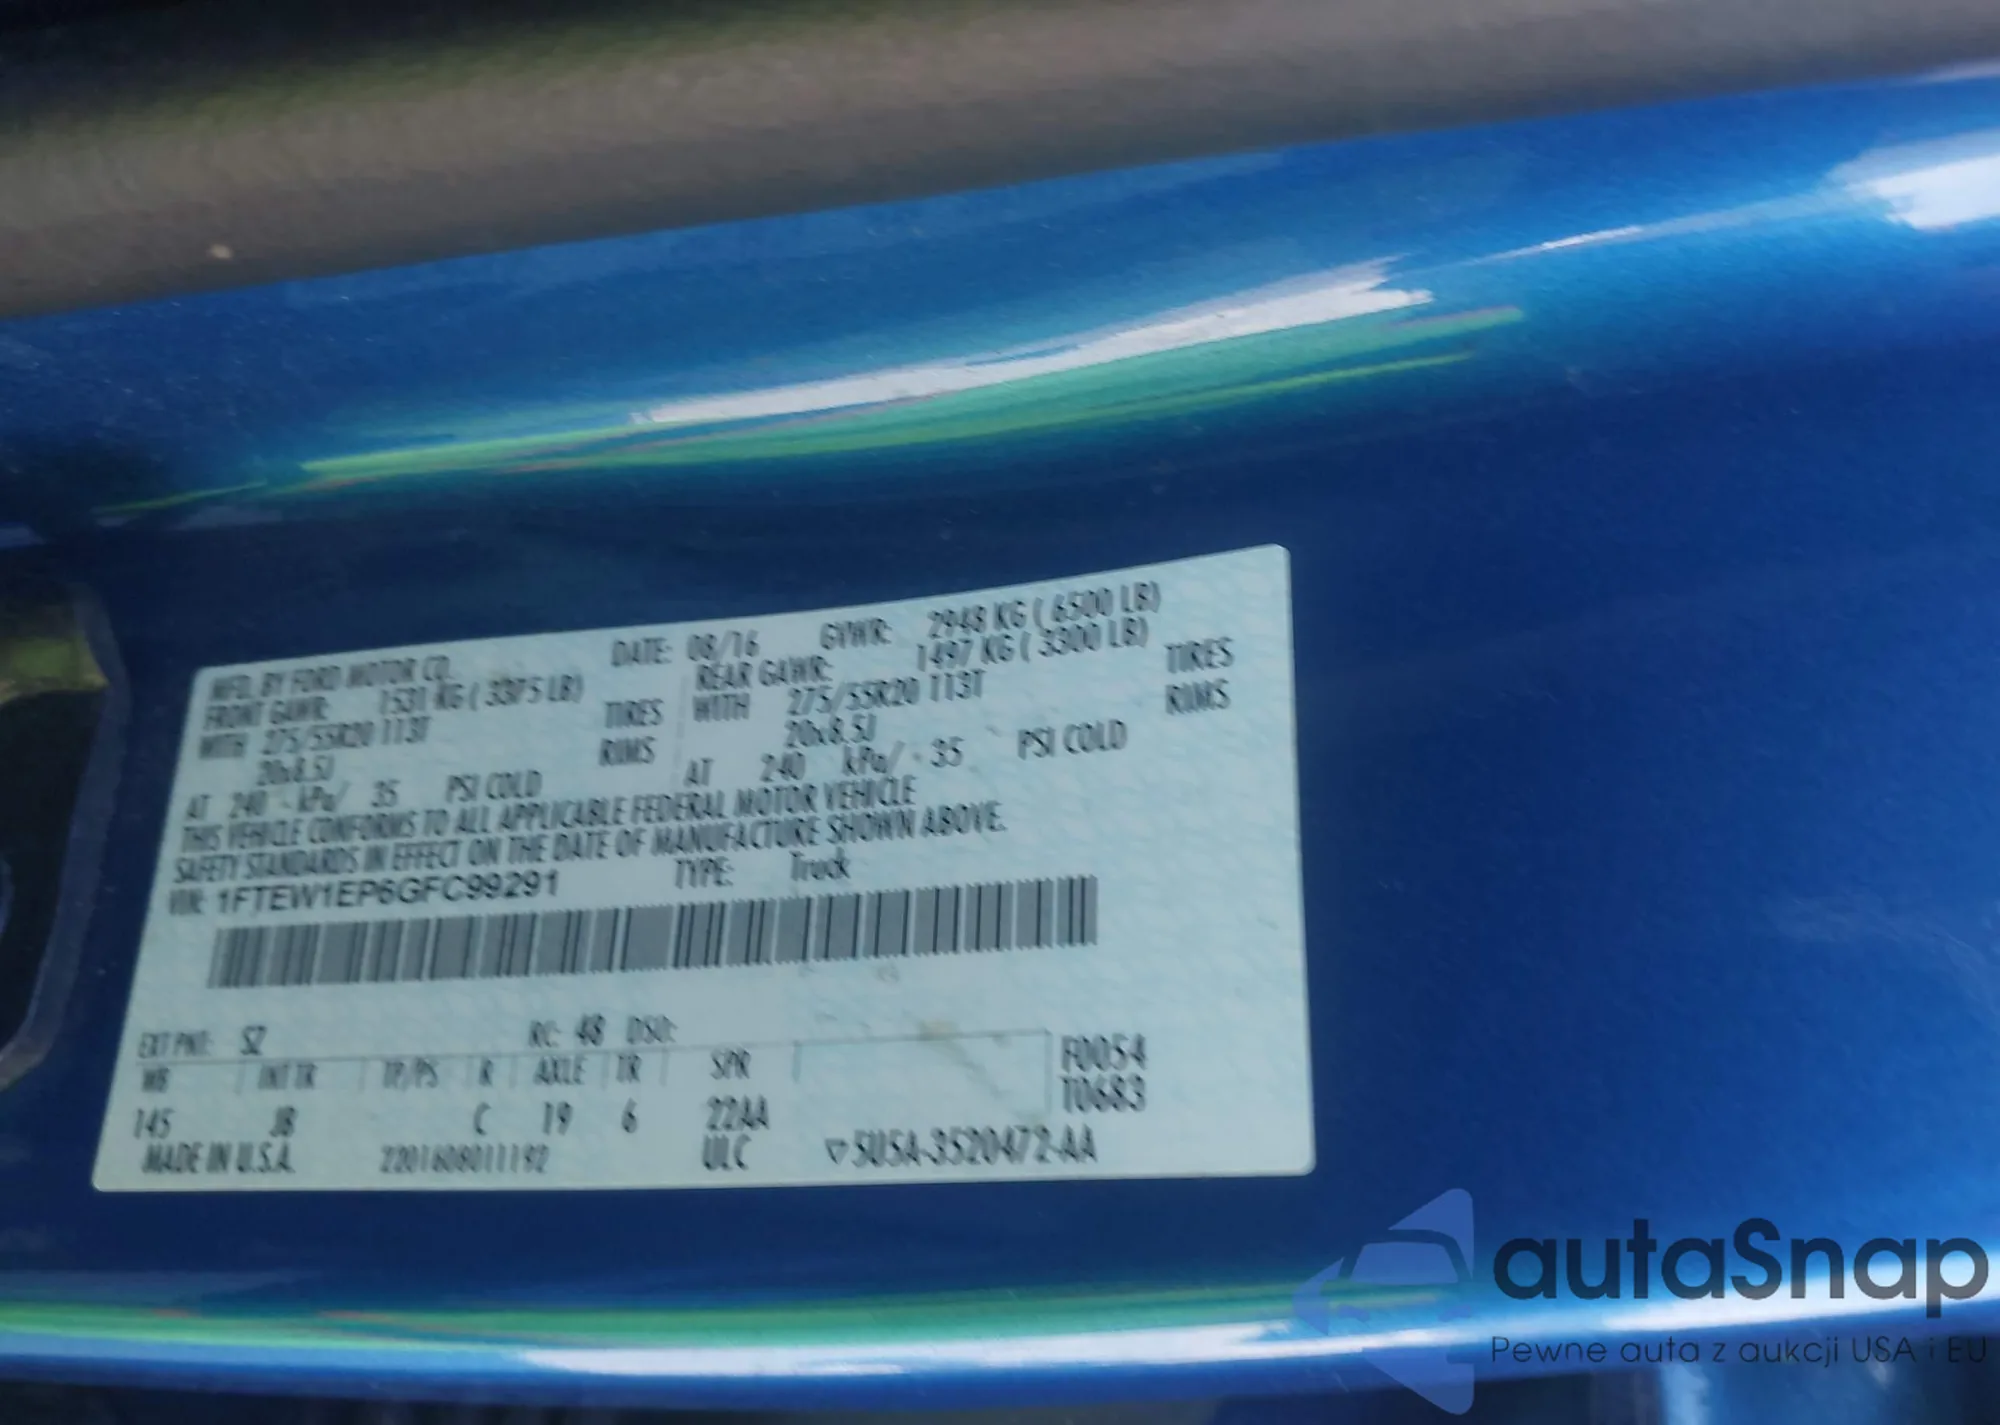 MFD. BY FORD MOTOR CO. DATE: 08/16 GVWR: 2948 KG ( 6500 LB)
FRONT GAWR: 1531 KG ( 3375 LB) REAR GAWR: 1497 KG ( 3300 LB)
WITH 275/55R20 113T TIRES WITH 275/55R20 113T TIRES
20x8.5J RIMS 20x8.5J RIMS
AT 240 kPa/ 35 PSI COLD AT 240 kPa/ 35 PSI COLD
THIS VEHICLE CONFORMS TO ALL APPLICABLE FEDERAL MOTOR VEHICLE
SAFETY STANDARDS IN EFFECT ON THE DATE OF MANUFACTURE SHOWN ABOVE.
VIN: 1FTEW1EP6GFC99291 TYPE: Truck
EXT PNT: SZ RC: 48 DSO:
WB INT TR TP/PS R AXLE TR SPR F0054
145 JB C 19 6 22AA T0683
MADE IN U.S.A. 2201608011192 ULC ▽5U5A-3520472-AA
autaSnap
Pewne auta z aukcji USA i EU